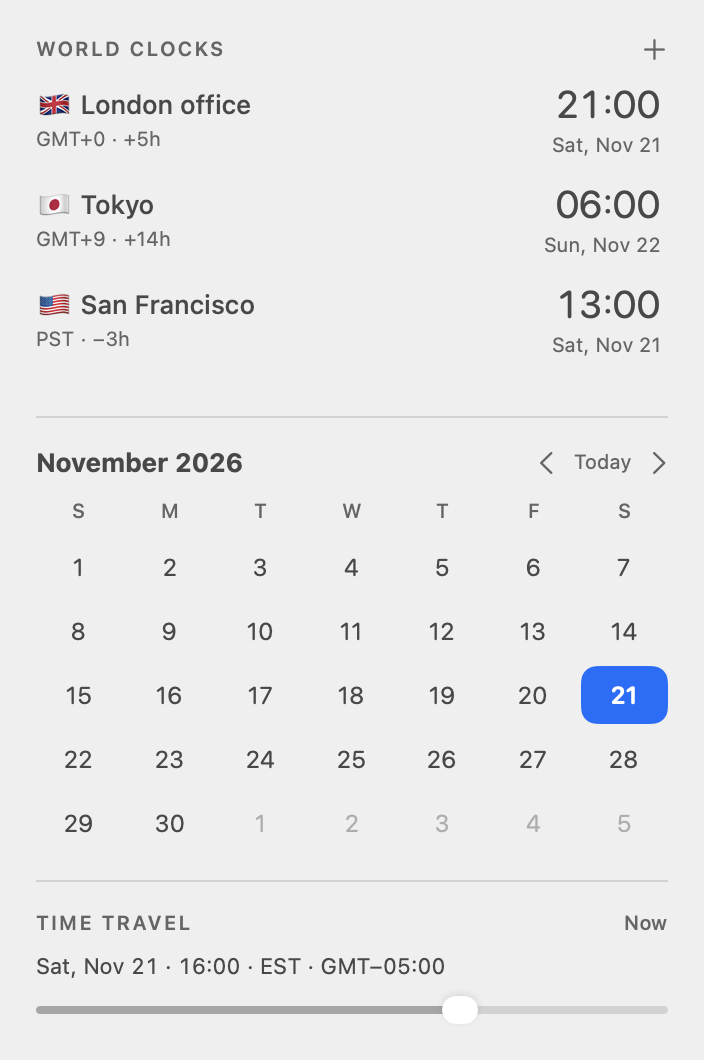 WORLD CLOCKS
London office 21:00
GMT+0 · +5h Sat, Nov 21
Tokyo 06:00
GMT+9 · +14h Sun, Nov 22
San Francisco 13:00
PST · −3h Sat, Nov 21
November 2026 Today
S M T W T F S
1 2 3 4 5 6 7
8 9 10 11 12 13 14
15 16 17 18 19 20 21
22 23 24 25 26 27 28
29 30 1 2 3 4 5
TIME TRAVEL Now
Sat, Nov 21 · 16:00 · EST · GMT−05:00